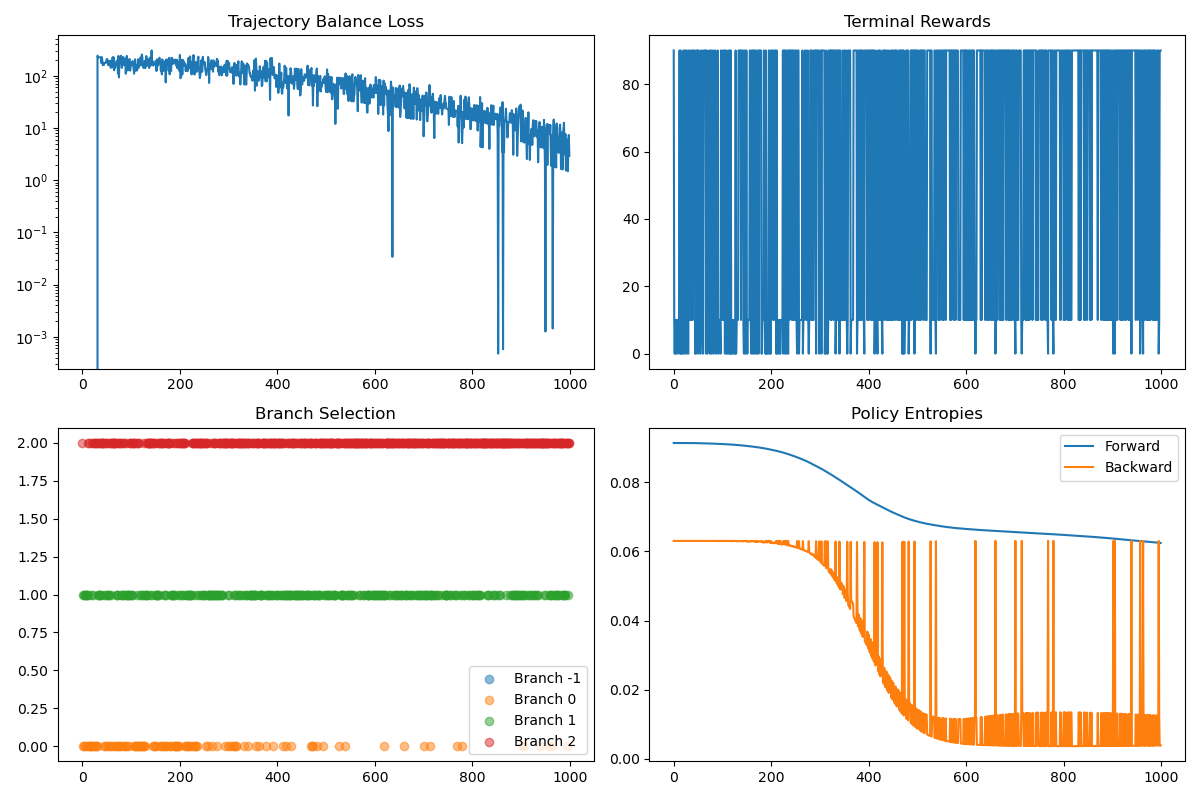 Trajectory Balance Loss
10²
10¹
10⁰
10⁻¹
10⁻²
10⁻³
0 200 400 600 800 1000
Terminal Rewards
80
60
40
20
0
0 200 400 600 800 1000
Branch Selection
2.00
1.75
1.50
1.25
1.00
0.75
0.50
0.25
0.00
Branch -1
Branch 0
Branch 1
Branch 2
0 200 400 600 800 1000
Policy Entropies
Forward
Backward
0.08
0.06
0.04
0.02
0.00
0 200 400 600 800 1000